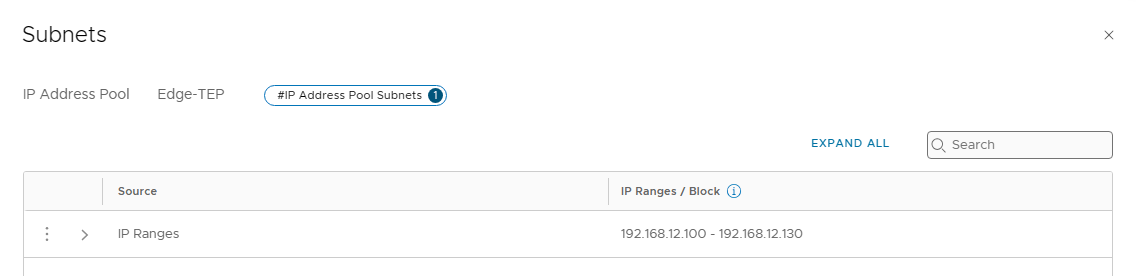 Subnets
IP Address Pool Edge-TEP #IP Address Pool Subnets 1
EXPAND ALL Search
Source IP Ranges / Block
IP Ranges 192.168.12.100 - 192.168.12.130